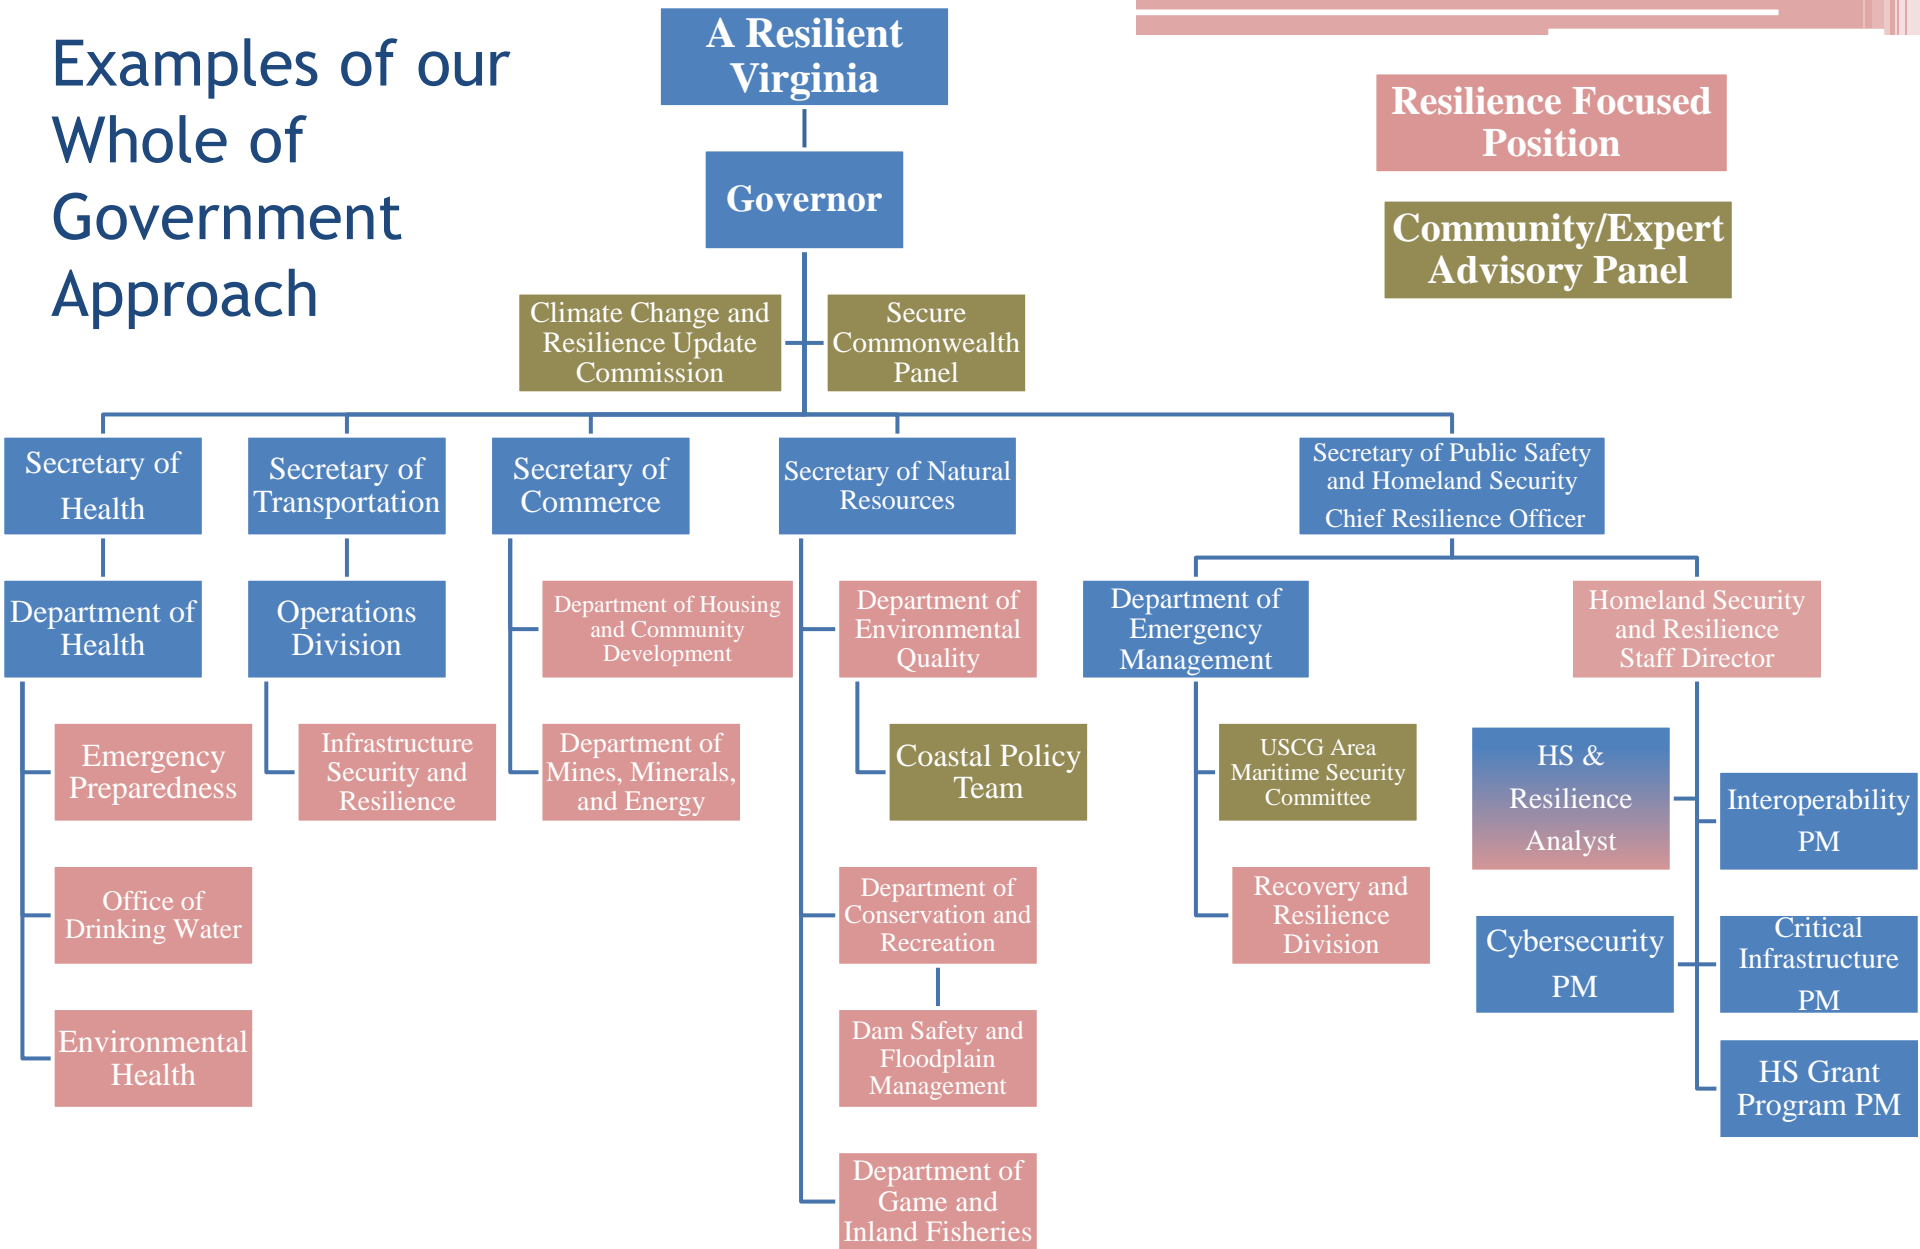 Examples of our
Whole of
Government
Approach
A Resilient
Virginia
Governor
Resilience Focused
Position
Community/Expert
Advisory Panel
Climate Change and
Resilience Update
Commission
Secure
Commonwealth
Panel
Secretary of
Health
Secretary of
Transportation
Secretary of
Commerce
Secretary of Natural
Resources
Secretary of Public Safety
and Homeland Security
Chief Resilience Officer
Department of
Health
Operations
Division
Department of Housing
and Community
Development
Department of
Environmental
Quality
Department of
Emergency
Management
Homeland Security
and Resilience
Staff Director
Emergency
Preparedness
Infrastructure
Security and
Resilience
Department of
Mines, Minerals,
and Energy
Coastal Policy
Team
USCG Area
Maritime Security
Committee
HS &
Resilience
Analyst
Interoperability
PM
Office of
Drinking Water
Department of
Conservation and
Recreation
Recovery and
Resilience
Division
Cybersecurity
PM
Critical
Infrastructure
PM
Environmental
Health
Dam Safety and
Floodplain
Management
HS Grant
Program PM
Department of
Game and
Inland Fisheries